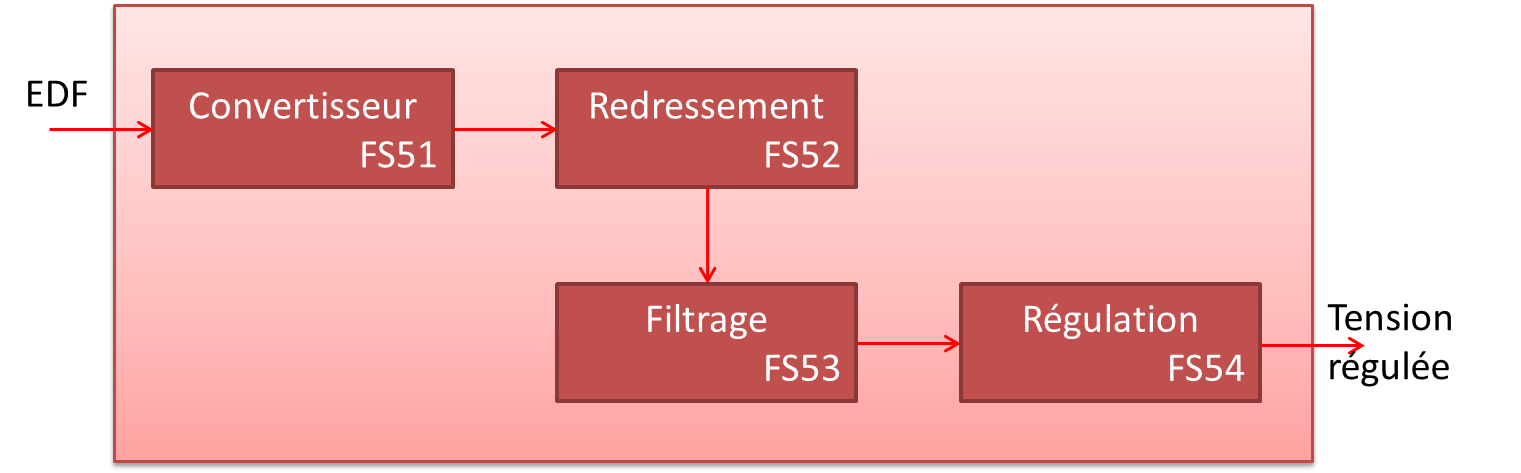 EDF
Convertisseur
FS51
Redressement
FS52
Filtrage
FS53
Régulation
FS54
Tension
régulée